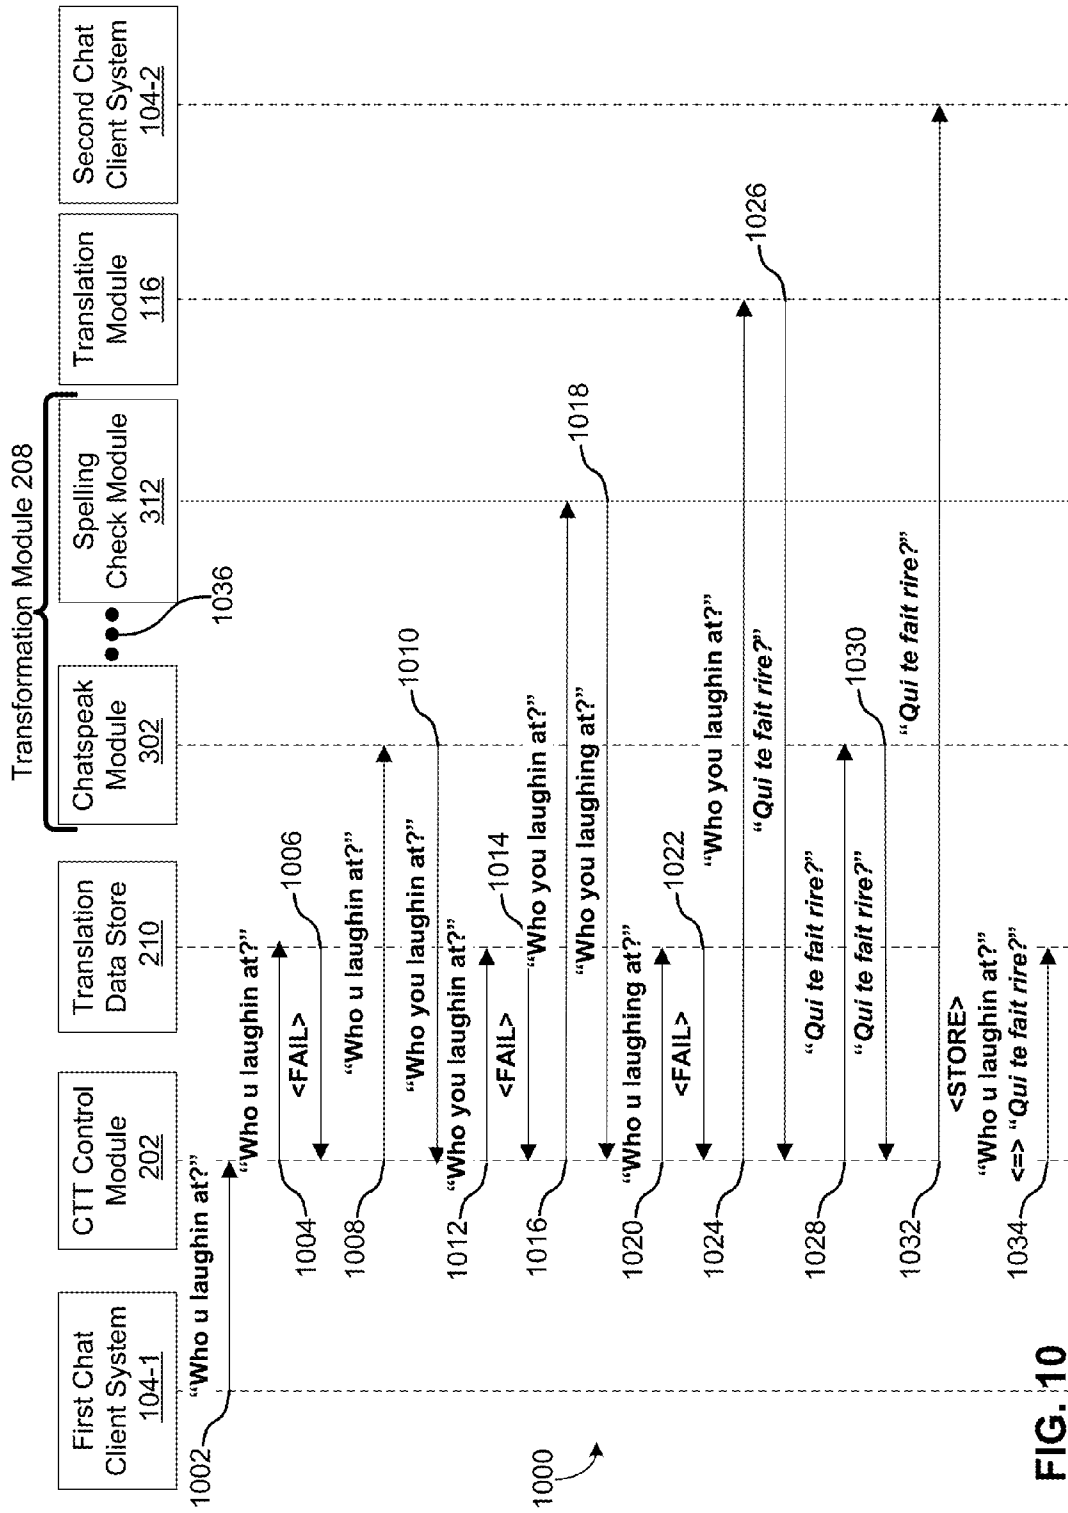 Transformation Module 208
First Chat
Client System
104-1
CTT Control
Module
202
Translation
Data Store
210
Chatspeak
Module
302
Spelling
Check Module
312
Translation
Module
116
Second Chat
Client System
104-2
1036
1002
“Who u laughin at?”
“Who u laughin at?”
1004
<FAIL>
1006
1008
“Who u laughin at?”
“Who you laughin at?”
1010
1012
“Who you laughin at?”
<FAIL>
1014
1016
“Who you laughin at?”
“Who you laughing at?”
1018
1020
“Who u laughing at?”
<FAIL>
1022
1024
“Who you laughin at?”
“Qui te fait rire?”
1026
1028
“Qui te fait rire?”
“Qui te fait rire?”
1030
1032
“Qui te fait rire?”
<STORE>
“Who u laughin at?”
<=> “Qui te fait rire?”
1034
1000
FIG. 10